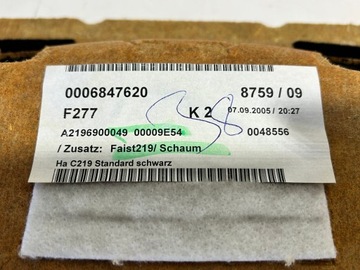 0006847620 8759 / 09
F277 K 2 07.09.2005 / 20:27
A2196900049 00009E54 0048556
/ Zusatz: Faist219/ Schaum
Ha C219 Standard schwarz